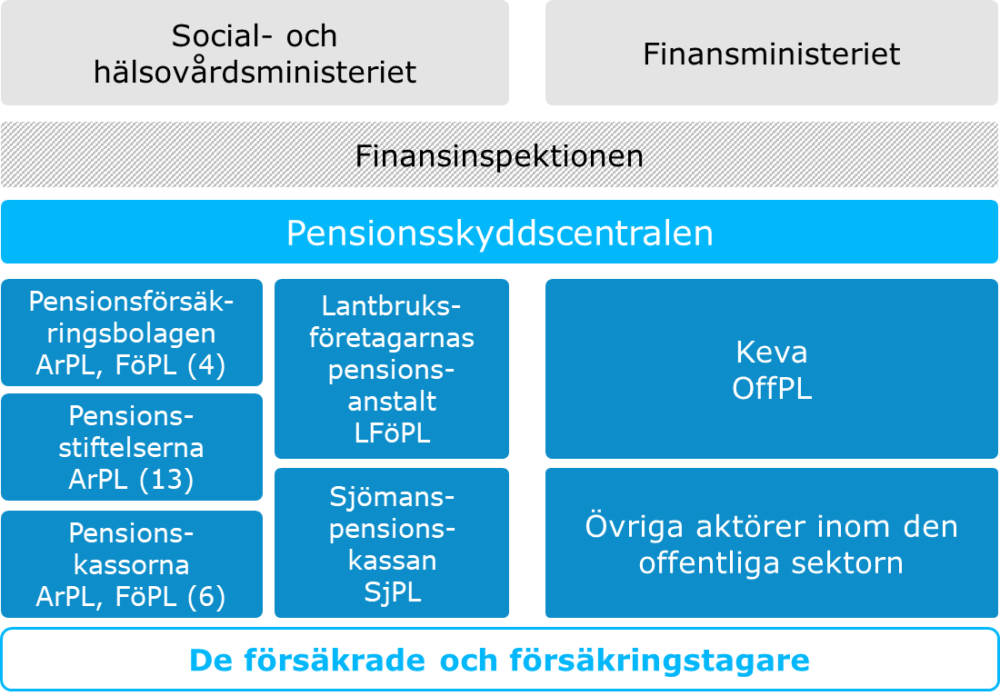 Social- och
hälsovårdsministeriet
Finansministeriet
Finansinspektionen
Pensionsskyddscentralen
Pensionsförsäk-
ringsbolagen
ArPL, FöPL (4)
Pensions-
stiftelserna
ArPL (13)
Pensions-
kassorna
ArPL, FöPL (6)
Lantbruks-
företagarnas
pensions-
anstalt
LFöPL
Sjömans-
pensions-
kassan
SjPL
Keva
OffPL
Övriga aktörer inom den
offentliga sektorn
De försäkrade och försäkringstagare